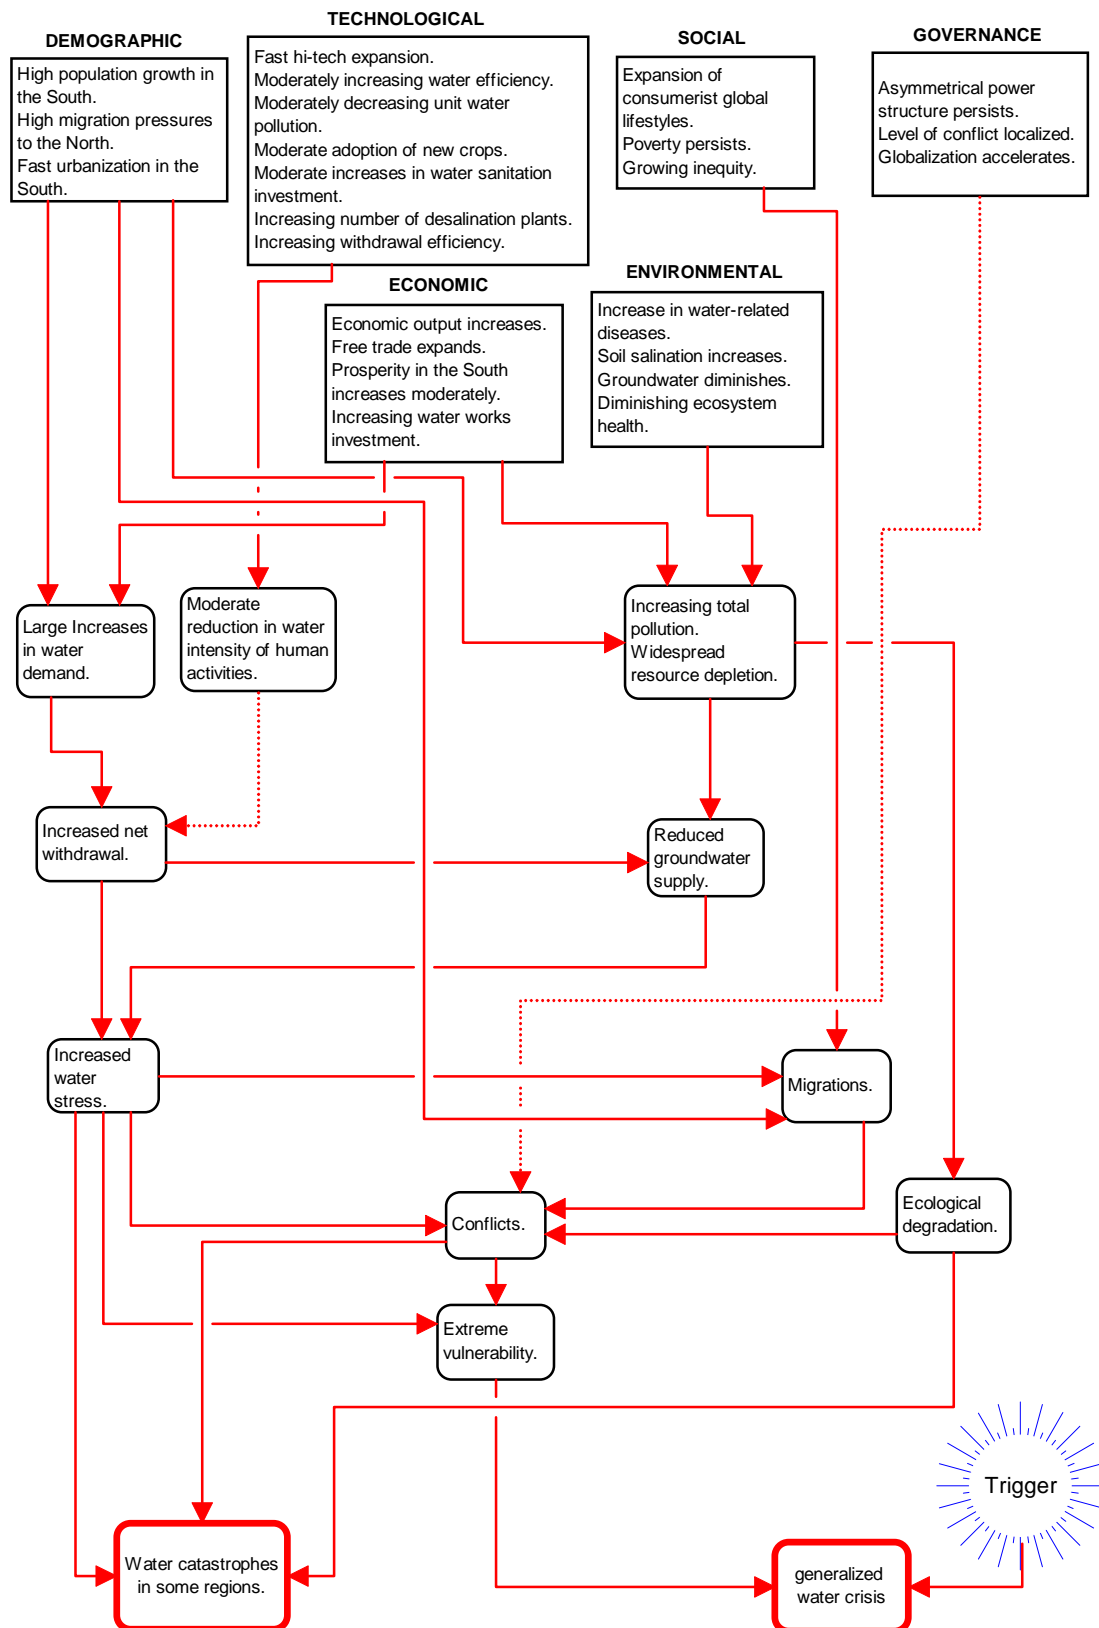 TECHNOLOGICAL
DEMOGRAPHIC
SOCIAL
GOVERNANCE
High population growth in
the South.
High migration pressures
to the North.
Fast urbanization in the
South.
Fast hi-tech expansion.
Moderately increasing water efficiency.
Moderately decreasing unit water
pollution.
Moderate adoption of new crops.
Moderate increases in water sanitation
investment.
Increasing number of desalination plants.
Increasing withdrawal efficiency.
Expansion of
consumerist global
lifestyles.
Poverty persists.
Growing inequity.
Asymmetrical power
structure persists.
Level of conflict localized.
Globalization accelerates.
ECONOMIC
ENVIRONMENTAL
Economic output increases.
Free trade expands.
Prosperity in the South
increases moderately.
Increasing water works
investment.
Increase in water-related
diseases.
Soil salination increases.
Groundwater diminishes.
Diminishing ecosystem
health.
Large Increases
in water
demand.
Moderate
reduction in water
intensity of human
activities.
Increasing total
pollution.
Widespread
resource depletion.
Increased net
withdrawal.
Reduced
groundwater
supply.
Increased
water
stress.
Migrations.
Conflicts.
Ecological
degradation.
Extreme
vulnerability.
Trigger
Water catastrophes
in some regions.
generalized
water crisis